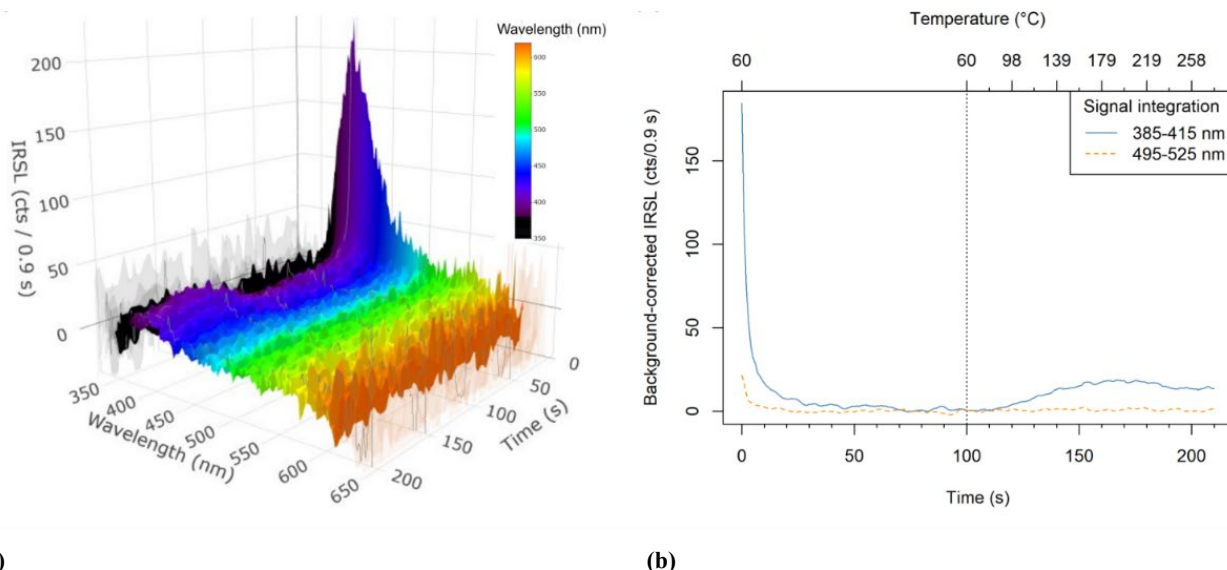 Wavelength (nm)
600
550
500
450
400
350
200
150
100
50
0
IRSL (cts / 0.9 s)
350
400
450
500
550
600
650
Wavelength (nm)
0
50
100
150
200
Time (s)
Temperature (°C)
60 60 98 139 179 219 258
Signal integration
385-415 nm
495-525 nm
150
100
50
0
Background-corrected IRSL (cts/0.9 s)
0 50 100 150 200
Time (s)
)
(b)